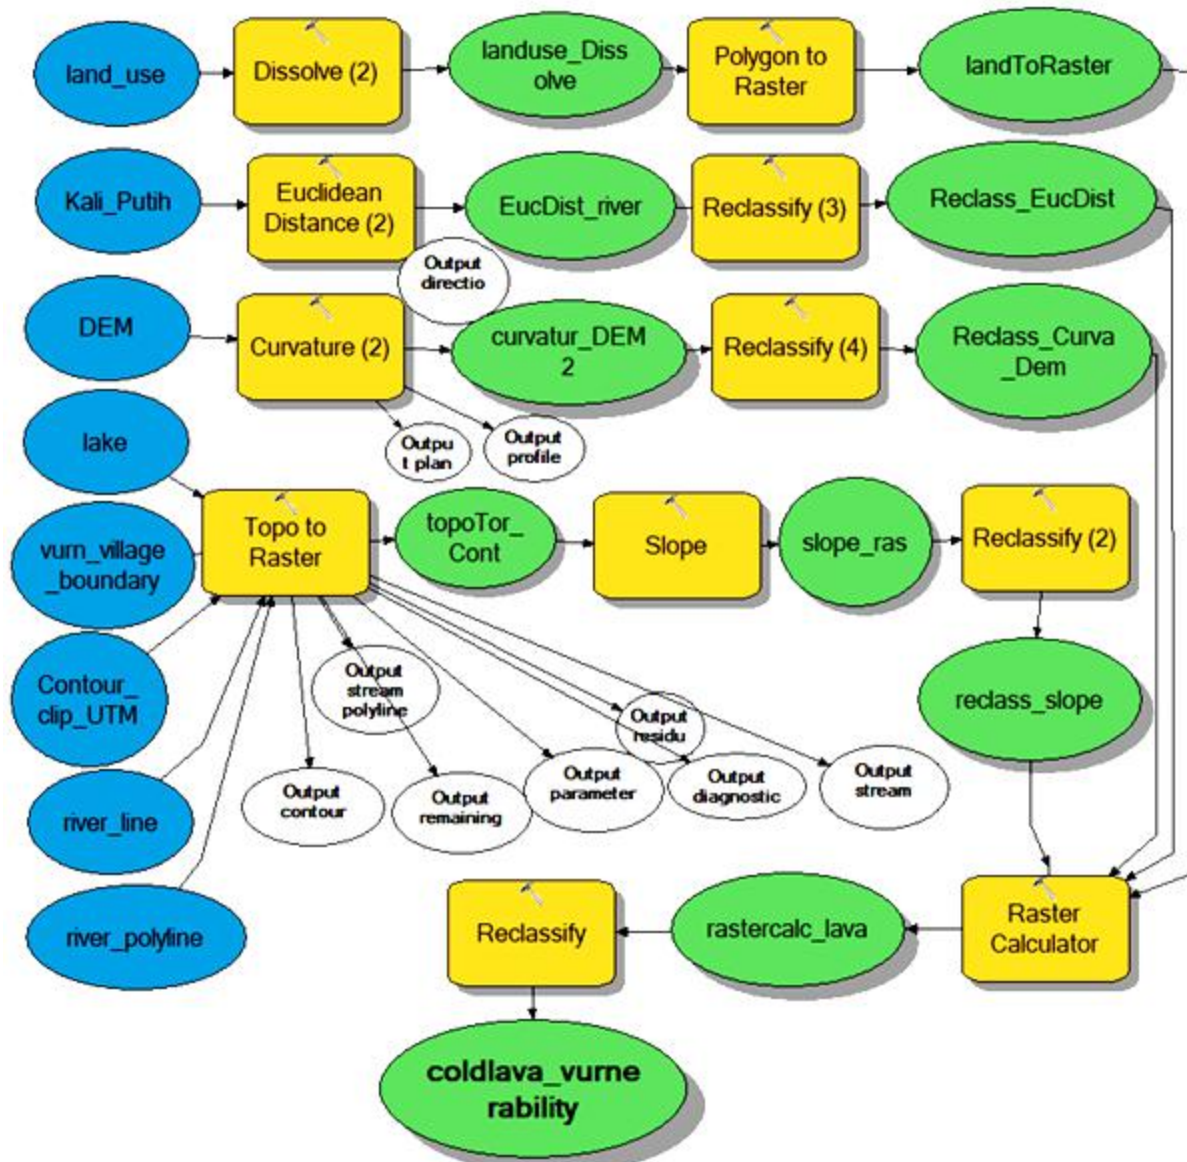 land_use
Dissolve (2)
landuse_Diss
olve
Polygon to
Raster
landToRaster
Kali_Putih
Euclidean
Distance (2)
EucDist_river
Reclassify (3)
Reclass_EucDist
Output
directio
DEM
Curvature (2)
curvatur_DEM
2
Reclassify (4)
Reclass_Curva
_Dem
Outpu
t plan
Output
profile
lake
vurn_village
_boundary
Topo to
Raster
topoTor_
Cont
Slope
slope_ras
Reclassify (2)
Contour_
clip_UTM
Output
stream
polyline
Output
residu
reclass_slope
river_line
Output
contour
Output
remaining
Output
parameter
Output
diagnostic
Output
stream
river_polyline
Reclassify
rastercalc_lava
Raster
Calculator
coldlava_vurne
rability